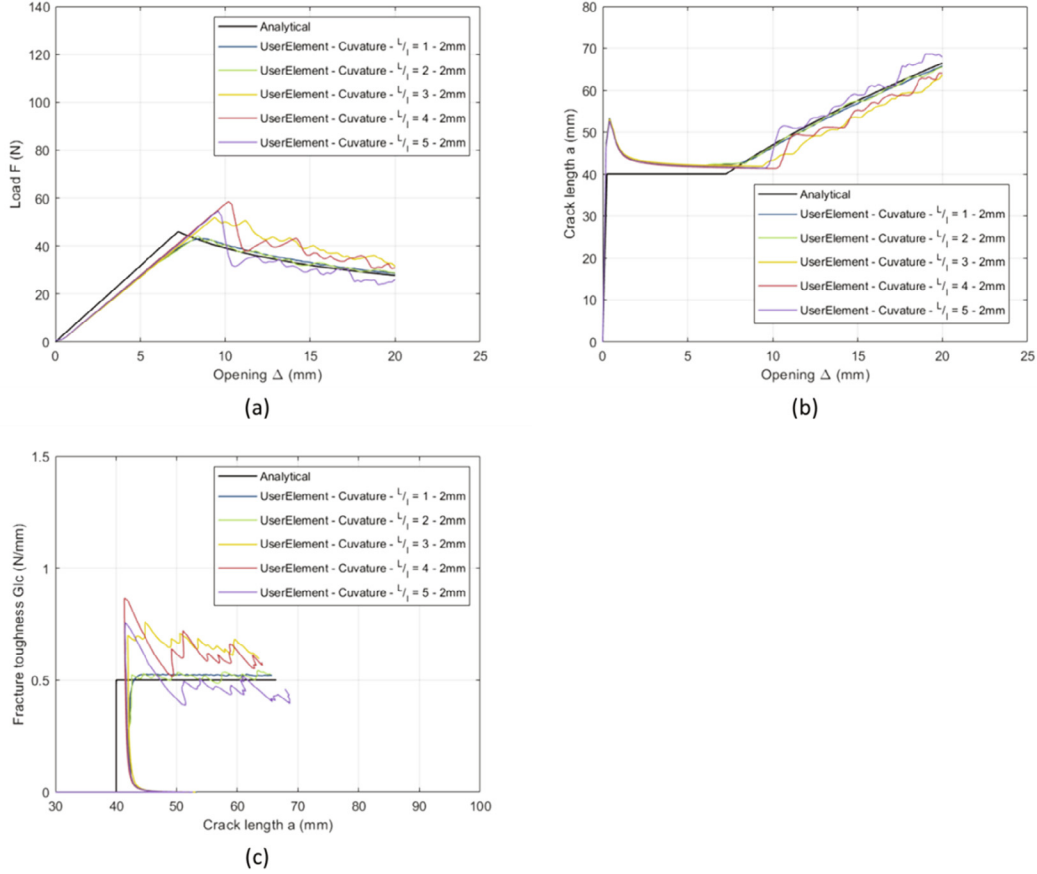 140
120
100
80
60
40
20
0
Load F (N)
Analytical
UserElement - Cuvature - L/l = 1 - 2mm
UserElement - Cuvature - L/l = 2 - 2mm
UserElement - Cuvature - L/l = 3 - 2mm
UserElement - Cuvature - L/l = 4 - 2mm
UserElement - Cuvature - L/l = 5 - 2mm
0 5 10 15 20 25
Opening Δ (mm)
(a)
80
70
60
50
40
30
20
10
0
Crack length a (mm)
Analytical
UserElement - Cuvature - L/l = 1 - 2mm
UserElement - Cuvature - L/l = 2 - 2mm
UserElement - Cuvature - L/l = 3 - 2mm
UserElement - Cuvature - L/l = 4 - 2mm
UserElement - Cuvature - L/l = 5 - 2mm
0 5 10 15 20 25
Opening Δ (mm)
(b)
1.5
1
0.5
0
Fracture toughness GIc (N/mm)
Analytical
UserElement - Cuvature - L/l = 1 - 2mm
UserElement - Cuvature - L/l = 2 - 2mm
UserElement - Cuvature - L/l = 3 - 2mm
UserElement - Cuvature - L/l = 4 - 2mm
UserElement - Cuvature - L/l = 5 - 2mm
30 40 50 60 70 80 90 100
Crack length a (mm)
(c)